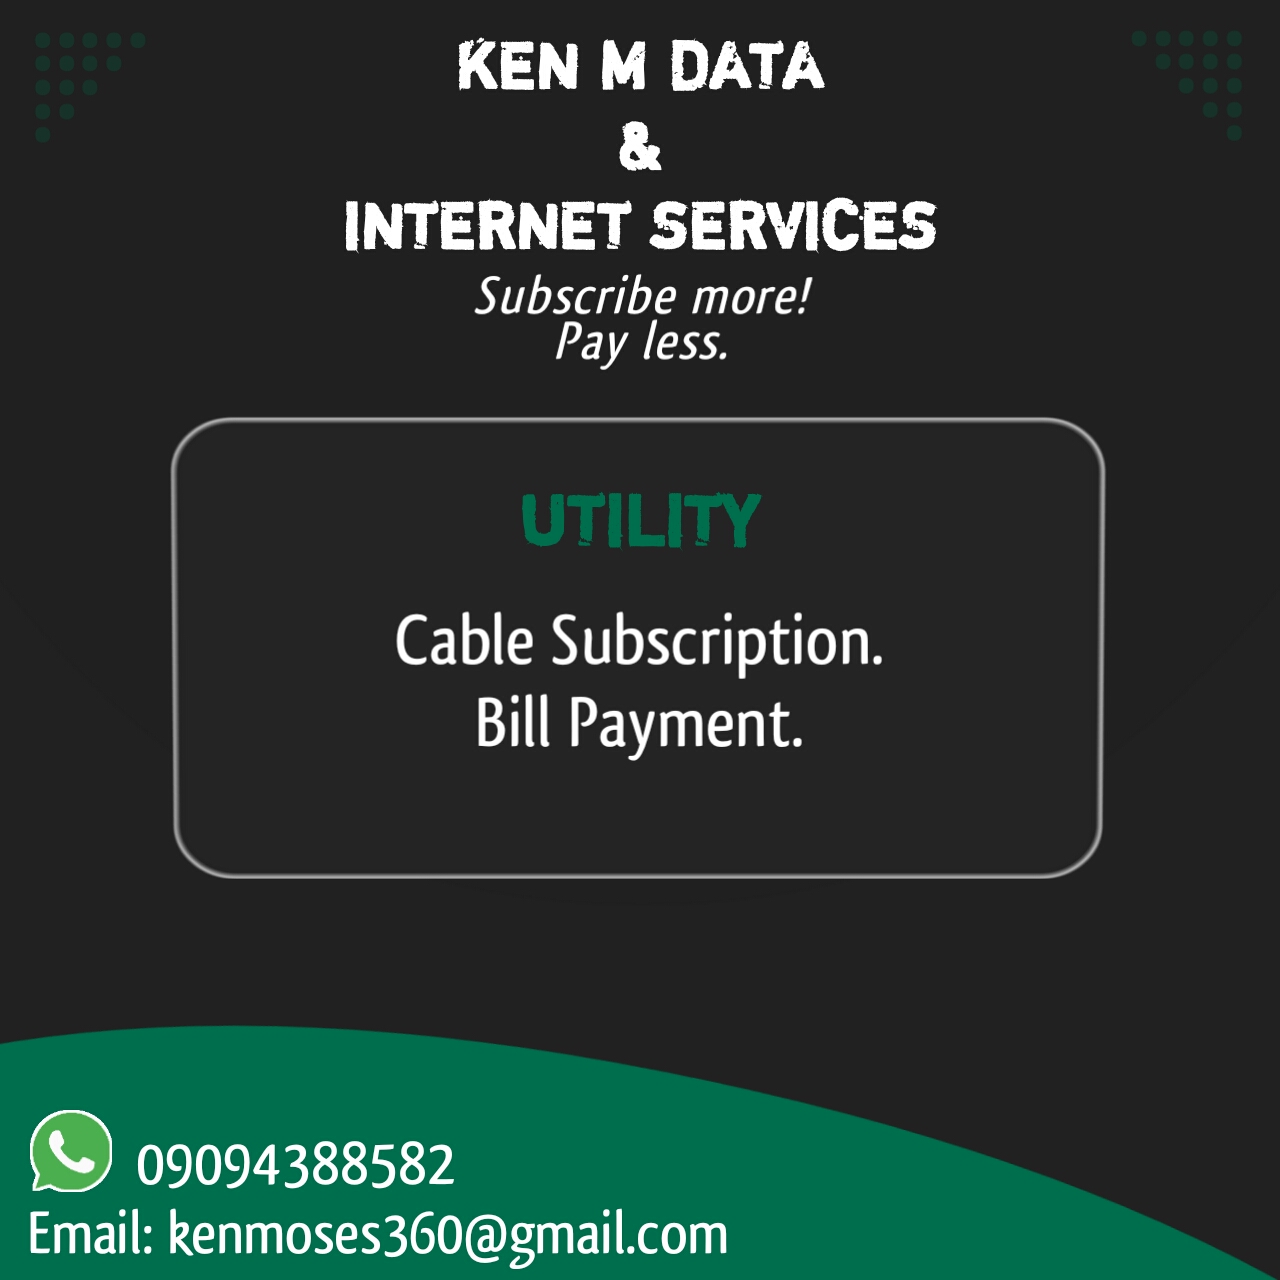 KEN M DATA
&
INTERNET SERVICES
Subscribe more!
Pay less.
UTILITY
Cable Subscription.
Bill Payment.
09094388582
Email: kenmoses360@gmail.com